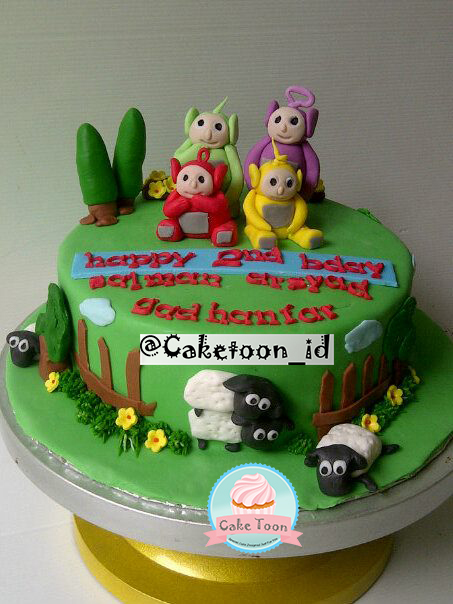 happy 2nd bday
salman arsyad
gad hanfar
@Caketoon_id
Cake Toon